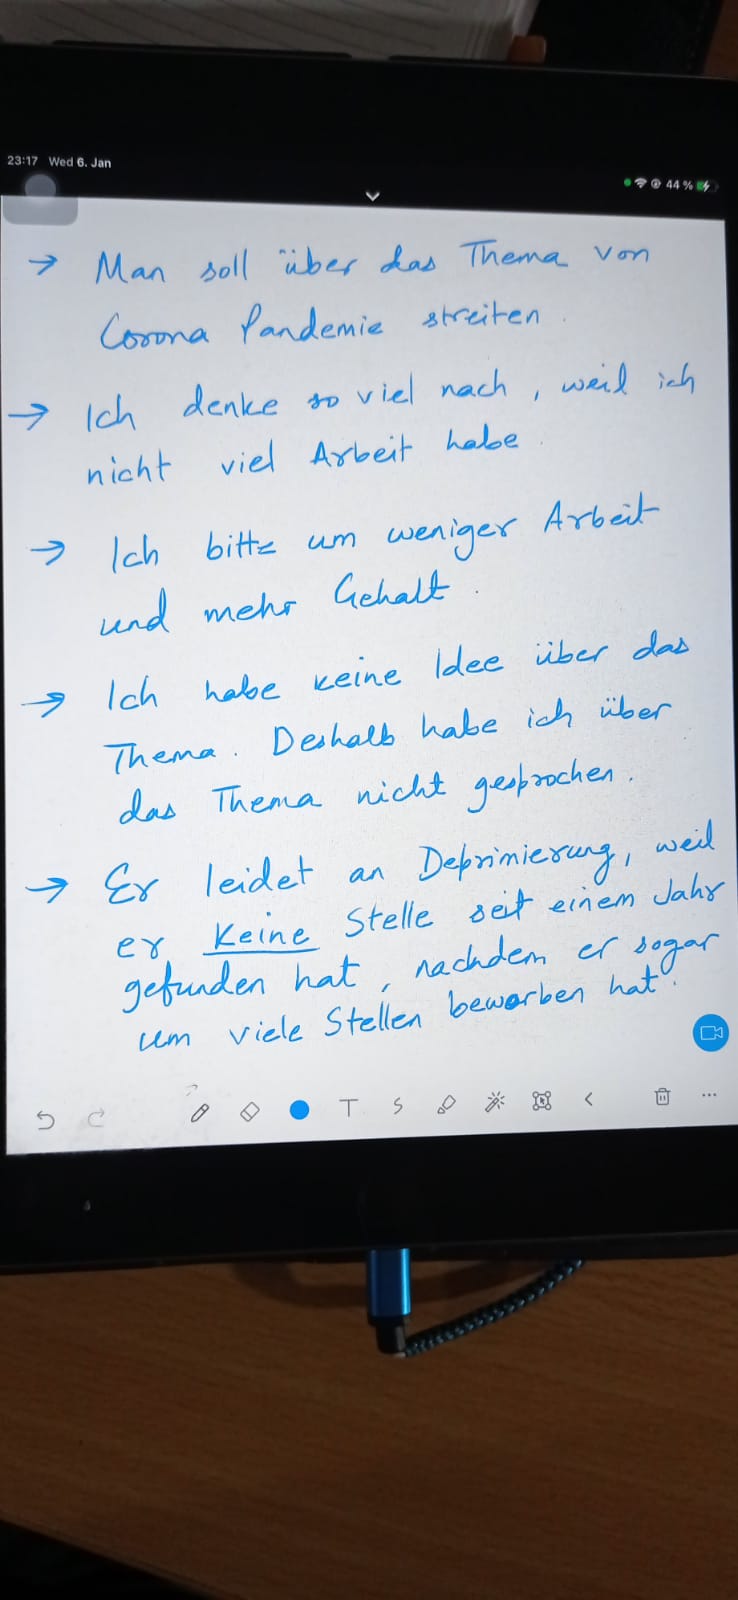 23:17 Wed 6. Jan
44 %
→ Man soll über das Thema von
Corona Pandemie streiten.
→ Ich denke so viel nach, weil ich
nicht viel Arbeit habe.
→ Ich bitte um weniger Arbeit
und mehr Gehalt.
→ Ich habe keine Idee über das
Thema. Deshalb habe ich über
das Thema nicht gesprochen.
→ Er leidet an Deprimierung, weil
er keine Stelle seit einem Jahr
gefunden hat, nachdem er sogar
um viele Stellen beworben hat.
T